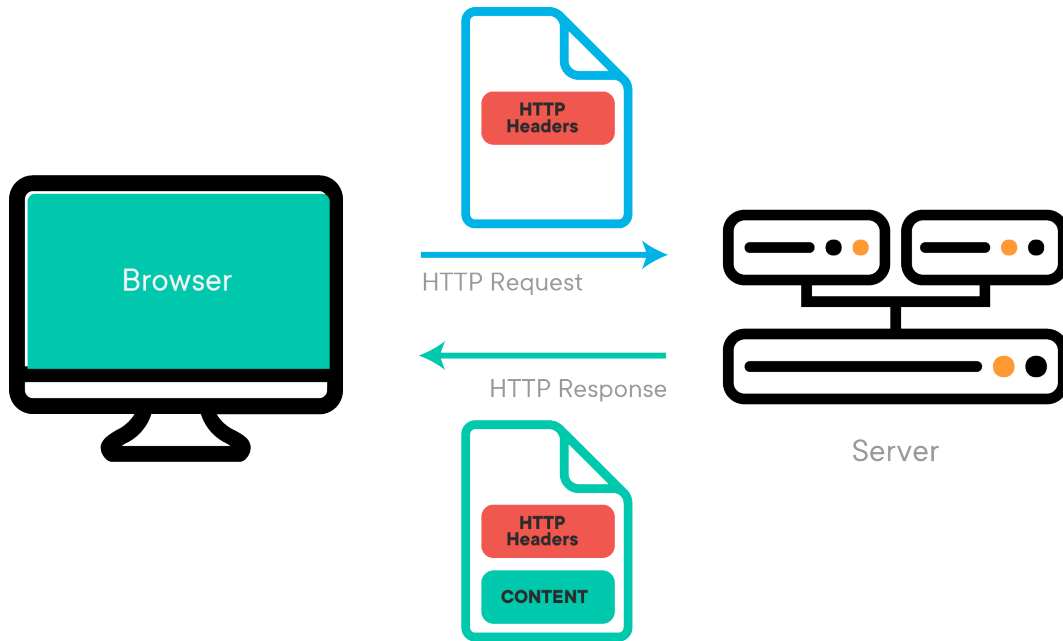 HTTP
Headers
Browser
HTTP Request
HTTP Response
Server
HTTP
Headers
CONTENT